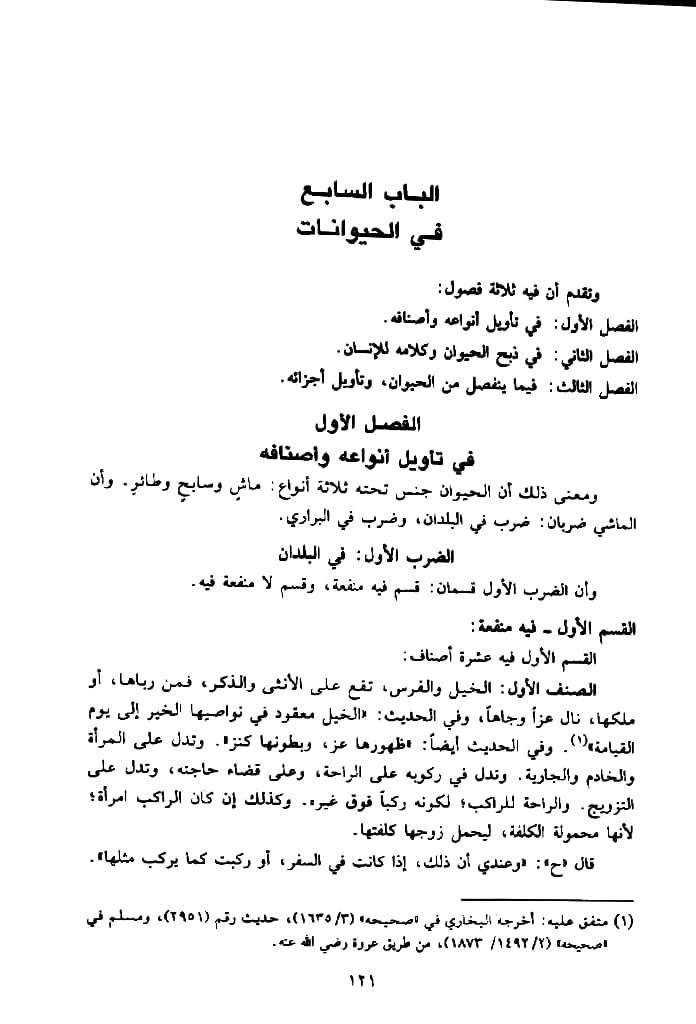 الباب السابع
في الحيوانات
وتقدم أن فيه ثلاثة فصول:
الفصل الأول: في تأويل أنواعه وأصنافه.
الفصل الثاني: في ذبح الحيوان وكلامه للإنسان.
الفصل الثالث: فيما ينفصل من الحيوان، وتأويل أجزائه.
الفصل الأول
في تأويل أنواعه وأصنافه
ومعنى ذلك أن الحيوان جنس تحته ثلاثة أنواع: ماشٍ وسابحٍ وطائرٍ. وأن
الماشي ضربان: ضرب في البلدان، وضرب في البراري.
الضرب الأول: في البلدان
وأن الضرب الأول قسمان: قسم فيه منفعة، وقسم لا منفعة فيه.
القسم الأول ـ فيه منفعة:
القسم الأول فيه عشرة أصناف:
الصنف الأول: الخيل والفرس، تقع على الأنثى والذكر، فمن رباها، أو
ملكها، نال عزاً وجاهاً، وفي الحديث: «الخيل معقود في نواصيها الخير إلى يوم
القيامة»(١). وفي الحديث أيضاً: «ظهورها عز، وبطونها كنز». وتدل على المرأة
والخادم والجارية. وتدل في ركوبه على الراحة، وعلى قضاء حاجته، وتدل على
التزويج. والراحة للراكب؛ لكونه ركباً فوق غيره. وكذلك إن كان الراكب امرأة؛
لأنها محمولة الكلفة، ليحمل زوجها كلفتها.
قال «ح»: «وعندي أن ذلك، إذا كانت في السفر، أو ركبت كما يركب مثلها».
(١) متفق عليه: أخرجه البخاري في «صحيحه» (٣/١٦٣٥)، حديث رقم (٢٩٥١)، ومسلم في
«صحيحه» (٢/١٤٩٢/ ١٨٧٣)، من طريق عروة رضي الله عنه.
١٢١